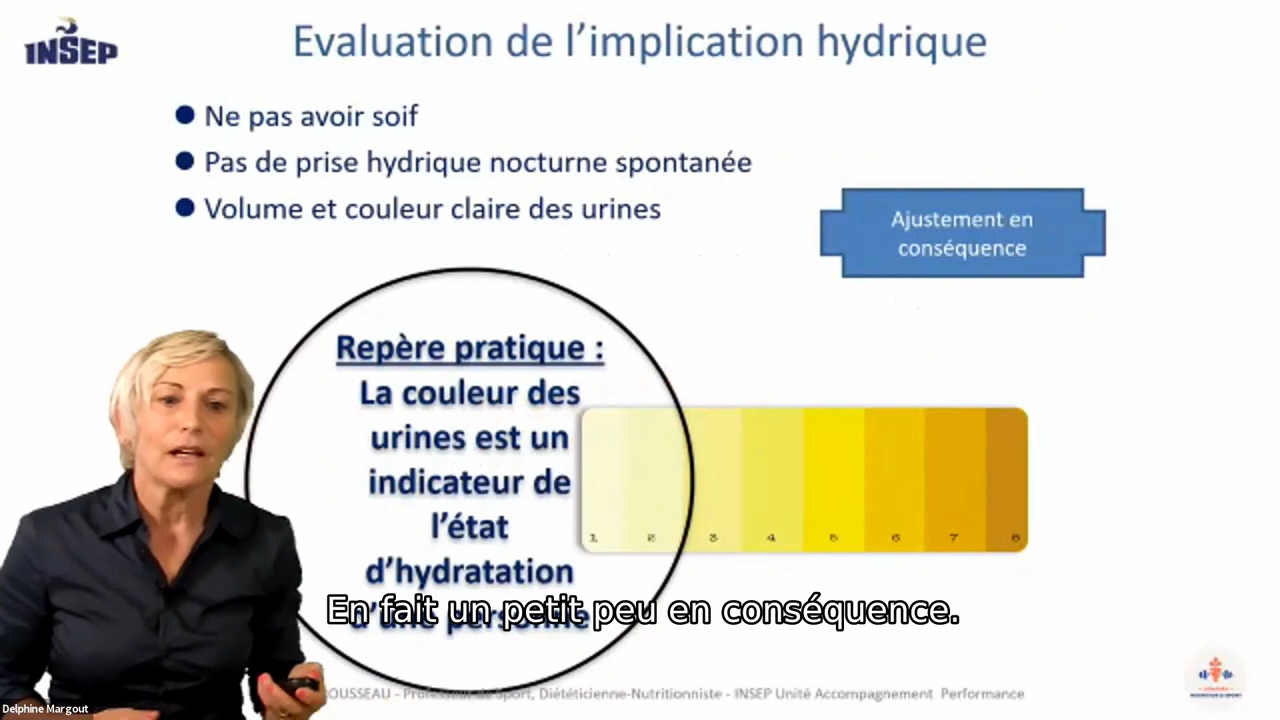 INSEP
Evaluation de l’implication hydrique
Ne pas avoir soif
Pas de prise hydrique nocturne spontanée
Volume et couleur claire des urines
Ajustement en
conséquence
Repère pratique :
La couleur des
urines est un
indicateur de
l’état
d’hydratation
d’une personne
1 2 3 4 5 6 7 8
En fait un petit peu en conséquence.
OUSSEAU - Professeur de Sport, Diététicienne-Nutritionniste - INSEP Unité Accompagnement Performance
Delphine Margout